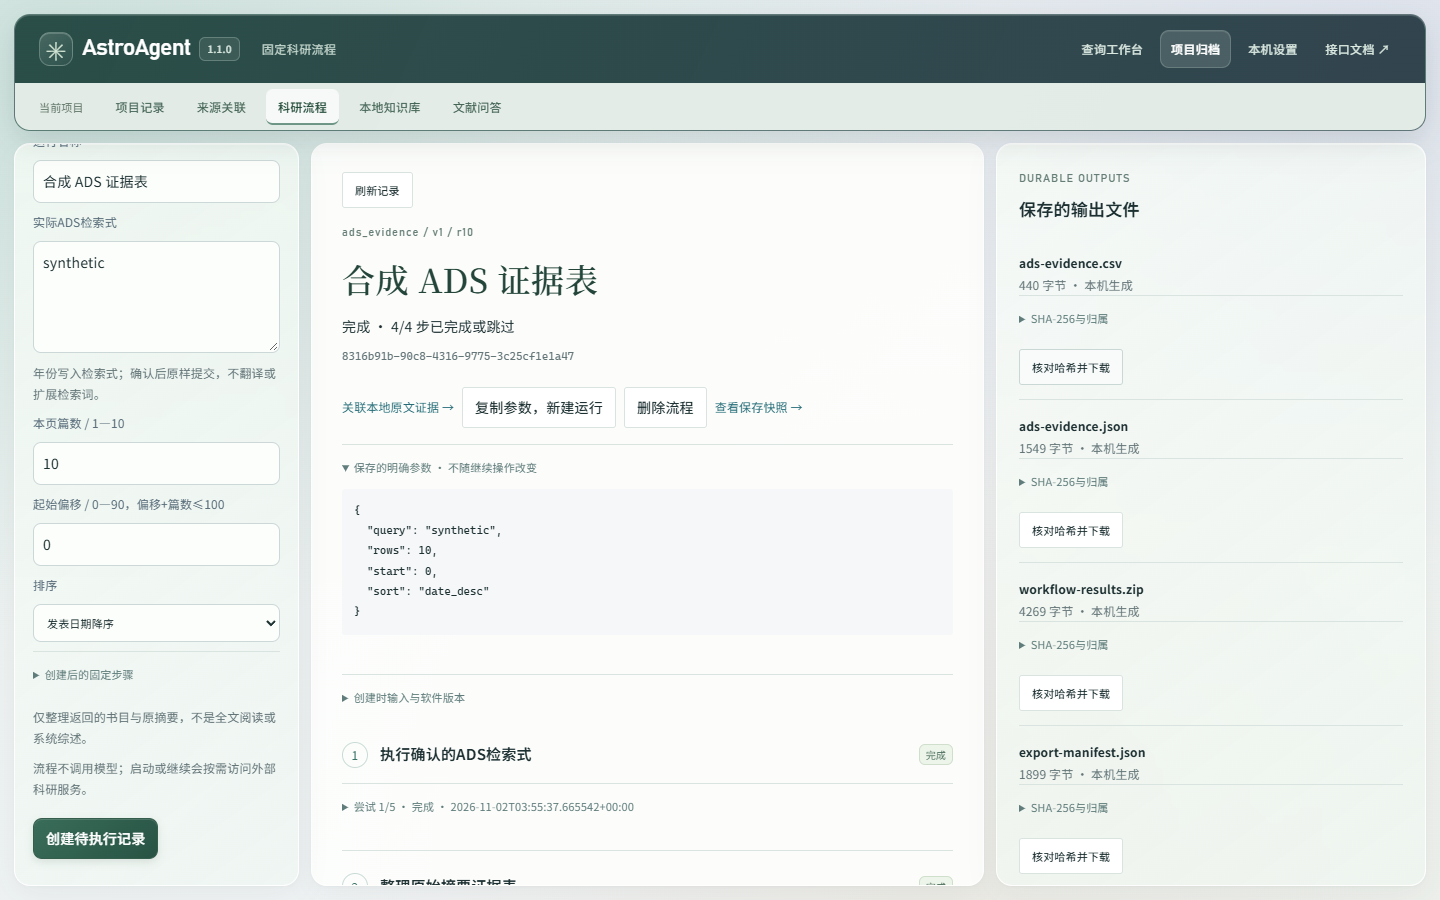 AstroAgent 1.1.0 固定科研流程
查询工作台 项目归档 本机设置 接口文档 ↗
当前项目 项目记录 来源关联 科研流程 本地知识库 文献问答
合成 ADS 证据表
实际ADS检索式
synthetic
年份写入检索式；确认后原样提交，不翻译或
扩展检索词。
本页篇数 / 1—10
10
起始偏移 / 0—90，偏移+篇数≤100
0
排序
发表日期降序
▶ 创建后的固定步骤
仅整理返回的书目与原摘要，不是全文阅读或
系统综述。
流程不调用模型；启动或继续会按需访问外部
科研服务。
创建待执行记录
刷新记录
ads_evidence / v1 / r10
合成 ADS 证据表
完成 · 4/4 步已完成或跳过
8316b91b-90c8-4316-9775-3c25cf1e1a47
关联本地原文证据 → 复制参数，新建运行 删除流程 查看保存快照 →
▼ 保存的明确参数 · 不随继续操作改变
{
"query": "synthetic",
"rows": 10,
"start": 0,
"sort": "date_desc"
}
▶ 创建时输入与软件版本
1 执行确认的ADS检索式 完成
▶ 尝试 1/5 · 完成 · 2026-11-02T03:55:37.665542+00:00
DURABLE OUTPUTS
保存的输出文件
ads-evidence.csv
440 字节 · 本机生成
▶ SHA-256与归属
核对哈希并下载
ads-evidence.json
1549 字节 · 本机生成
▶ SHA-256与归属
核对哈希并下载
workflow-results.zip
4269 字节 · 本机生成
▶ SHA-256与归属
核对哈希并下载
export-manifest.json
1899 字节 · 本机生成
▶ SHA-256与归属
核对哈希并下载